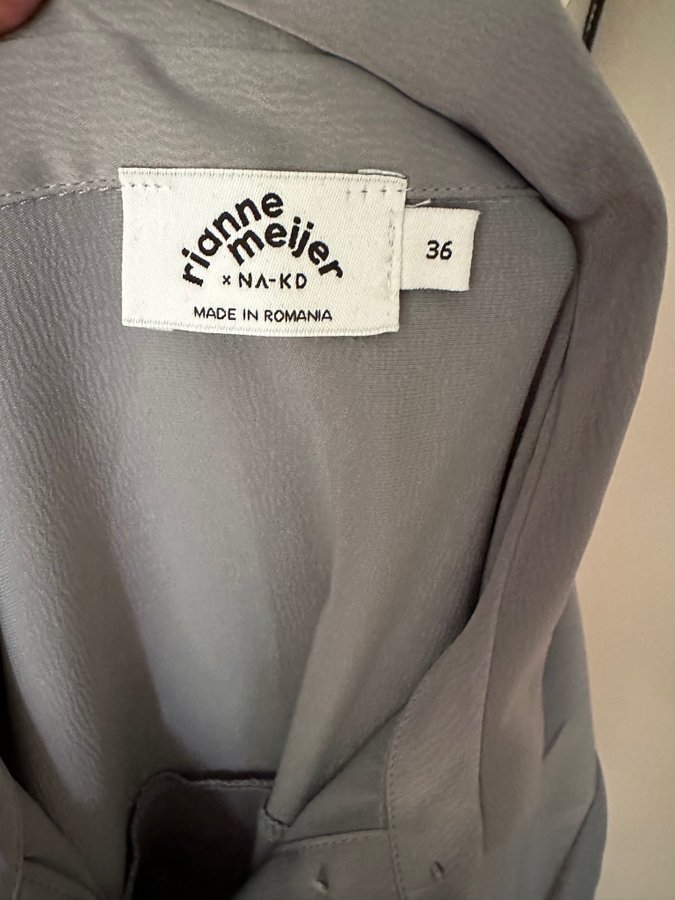 rianne
meijer
× NA-KD
MADE IN ROMANIA
36